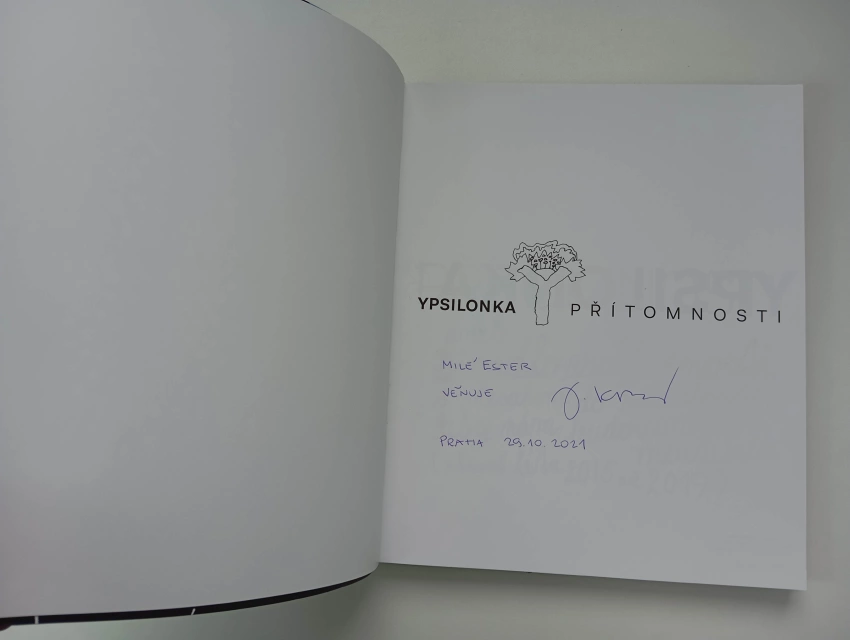 YPSILONKA PŘÍTOMNOSTI
MILÉ ESTER
VĚNUJE
PRAHA 29.10.2021